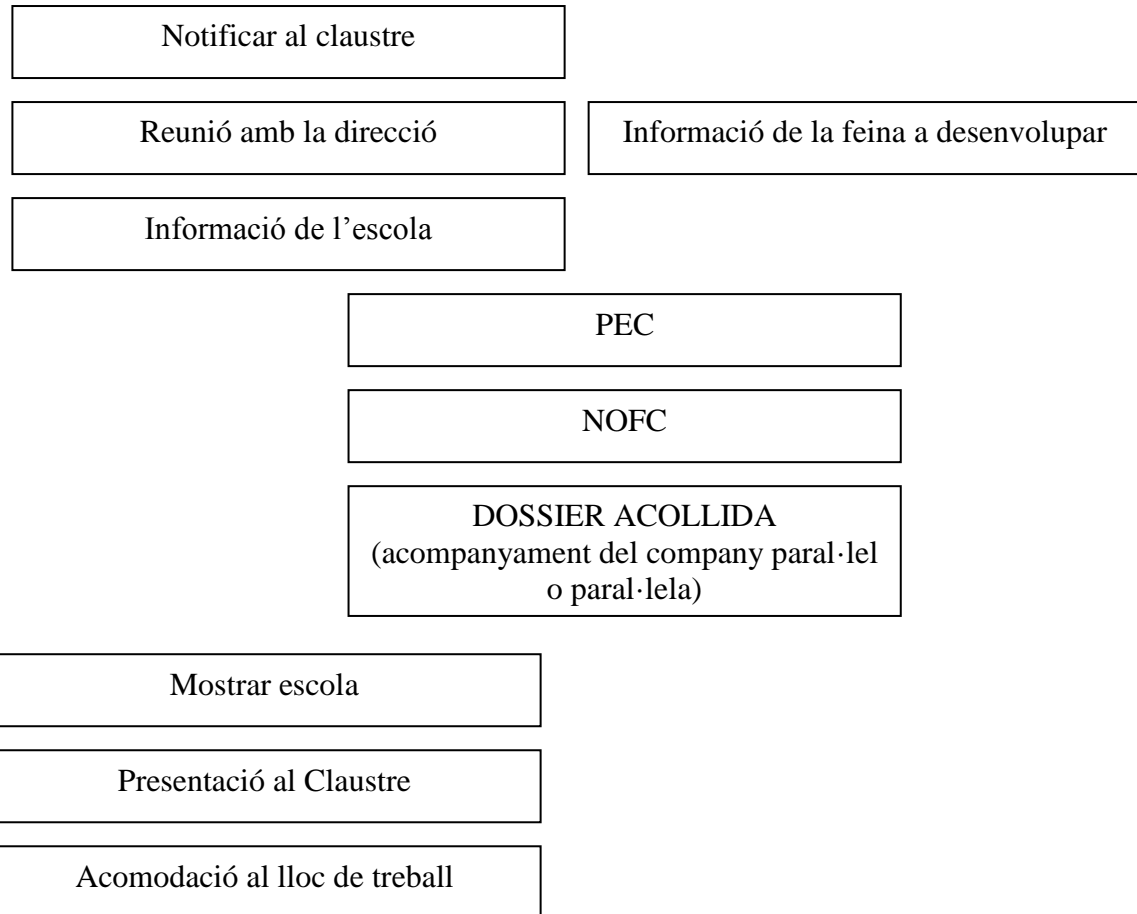 Notificar al claustre
Reunió amb la direcció
Informació de la feina a desenvolupar
Informació de l’escola
PEC
NOFC
DOSSIER ACOLLIDA
(acompanyament del company paral·lel
o paral·lela)
Mostrar escola
Presentació al Claustre
Acomodació al lloc de treball